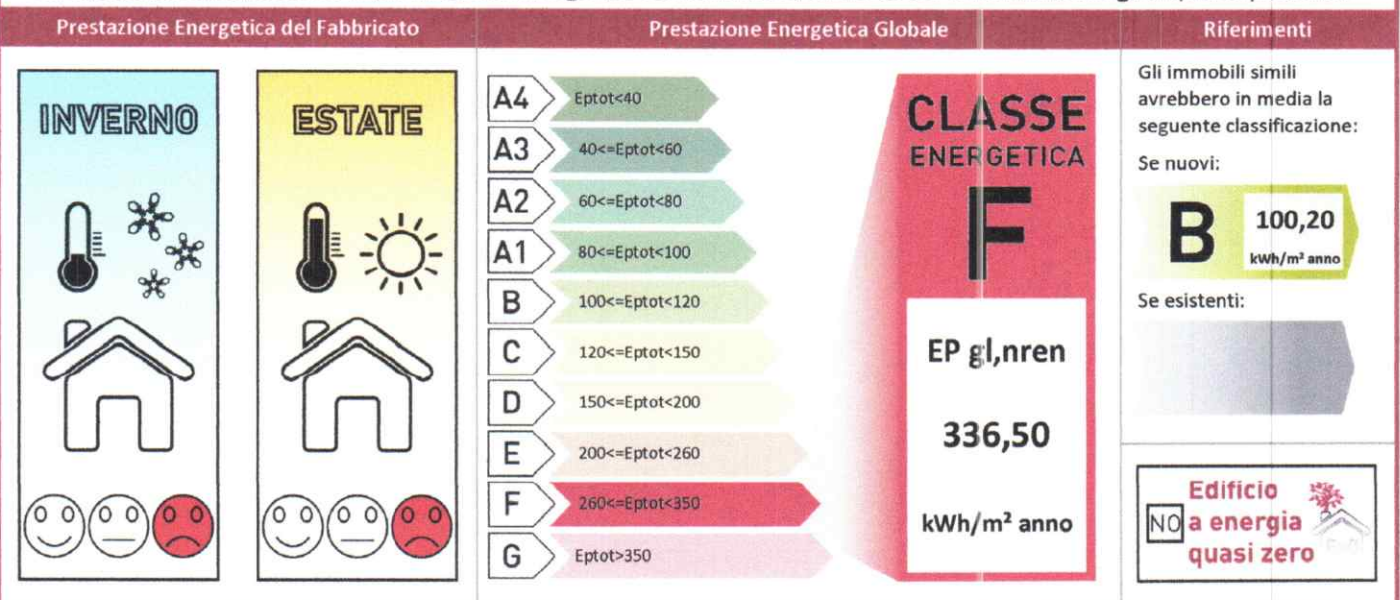 Prestazione Energetica del Fabbricato
Prestazione Energetica Globale
Riferimenti
INVERNO
ESTATE
A4 Eptot<40
A3 40<=Eptot<60
A2 60<=Eptot<80
A1 80<=Eptot<100
B 100<=Eptot<120
C 120<=Eptot<150
D 150<=Eptot<200
E 200<=Eptot<260
F 260<=Eptot<350
G Eptot>350
CLASSE
ENERGETICA
F
EP gl,nren
336,50
kWh/m² anno
Gli immobili simili
avrebbero in media la
seguente classificazione:
Se nuovi:
B 100,20
kWh/m² anno
Se esistenti:
Edificio
NO a energia
quasi zero